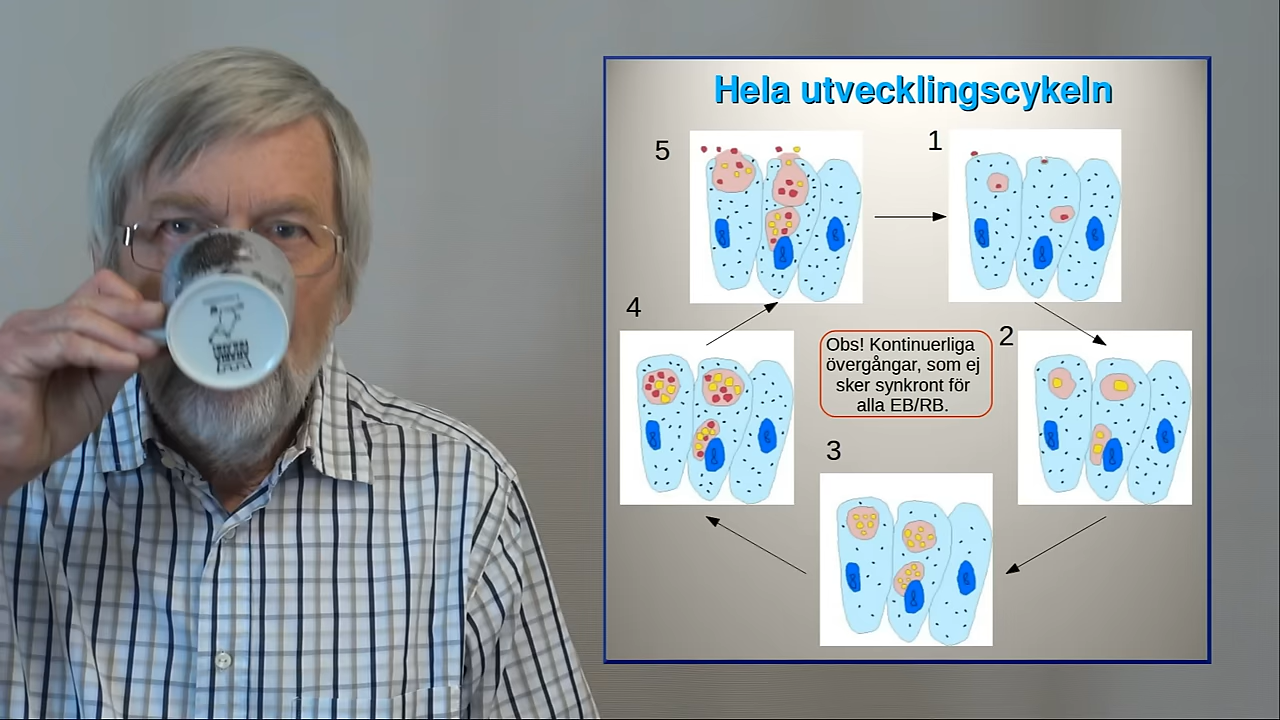 Hela utvecklingscykeln
5
1
4
2
Obs! Kontinuerliga
övergångar, som ej
sker synkront för
alla EB/RB.
3